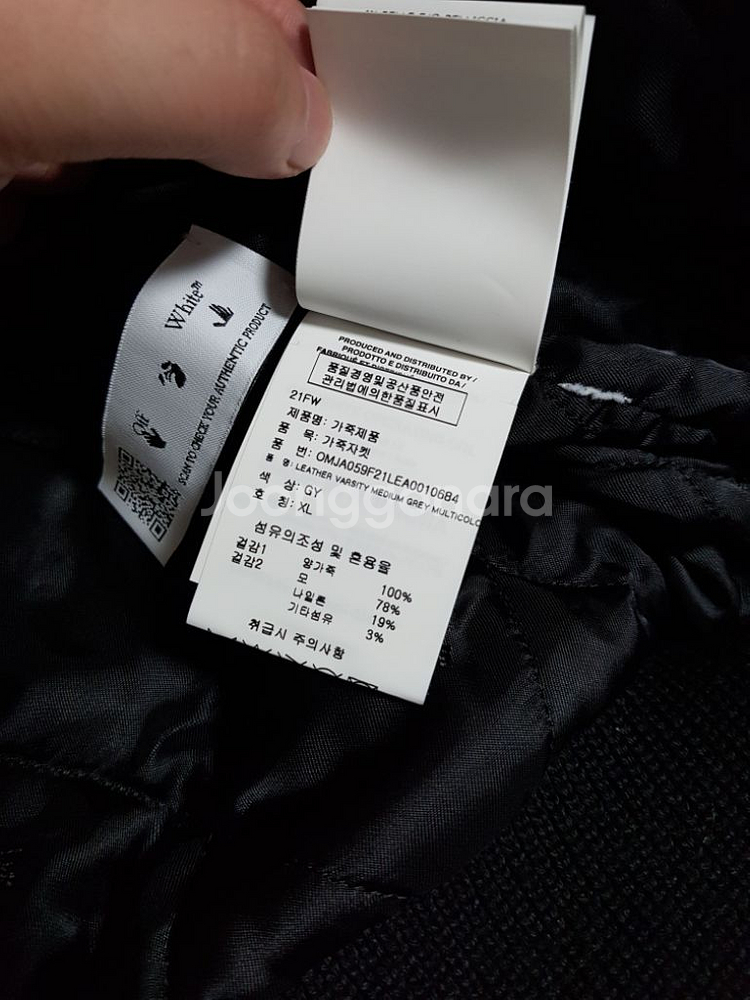 Off White™
SCAN TO CHECK YOUR AUTHENTIC PRODUCT
PRODUCED AND DISTRIBUTED BY /
PRODOTTO E DISTRIBUITO DA /
품질경영및공산품안전
관리법에의한품질표시
21FW
제품명: 가죽제품
품 목: 가죽자켓
품 번: OMJA059F21LEA0010684
품 명: LEATHER VARSITY MEDIUM GREY MULTICOLO
색 상: GY
호 칭: XL
섬유의조성 및 혼용율
겉감1 양가죽 100%
겉감2 모 78%
나일론 19%
기타섬유 3%
취급시 주의사항
Joonggonara